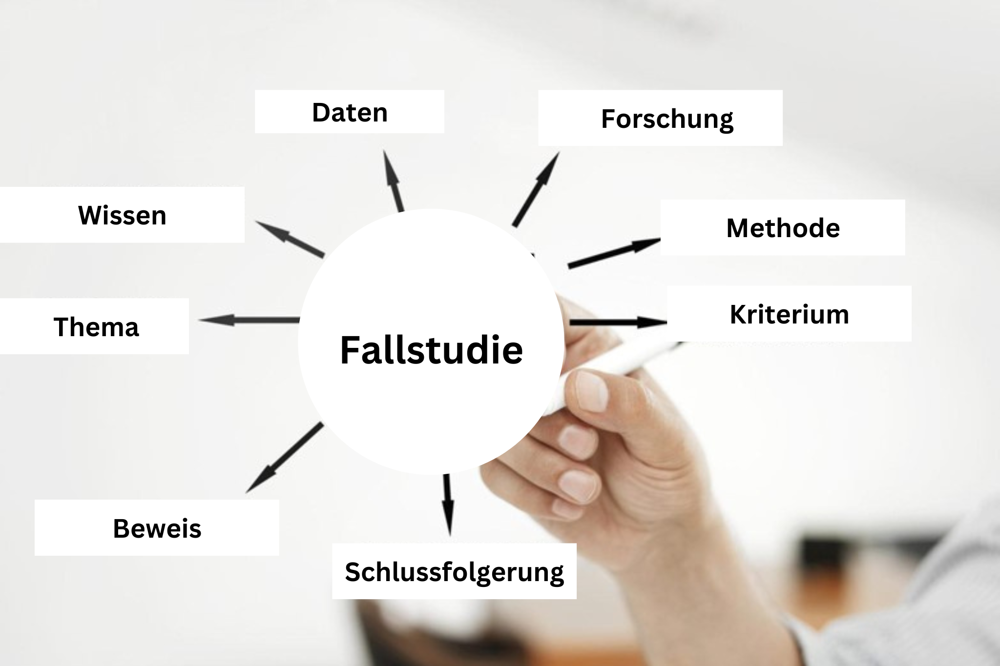 Daten
Forschung
Wissen
Methode
Thema
Kriterium
Fallstudie
Beweis
Schlussfolgerung